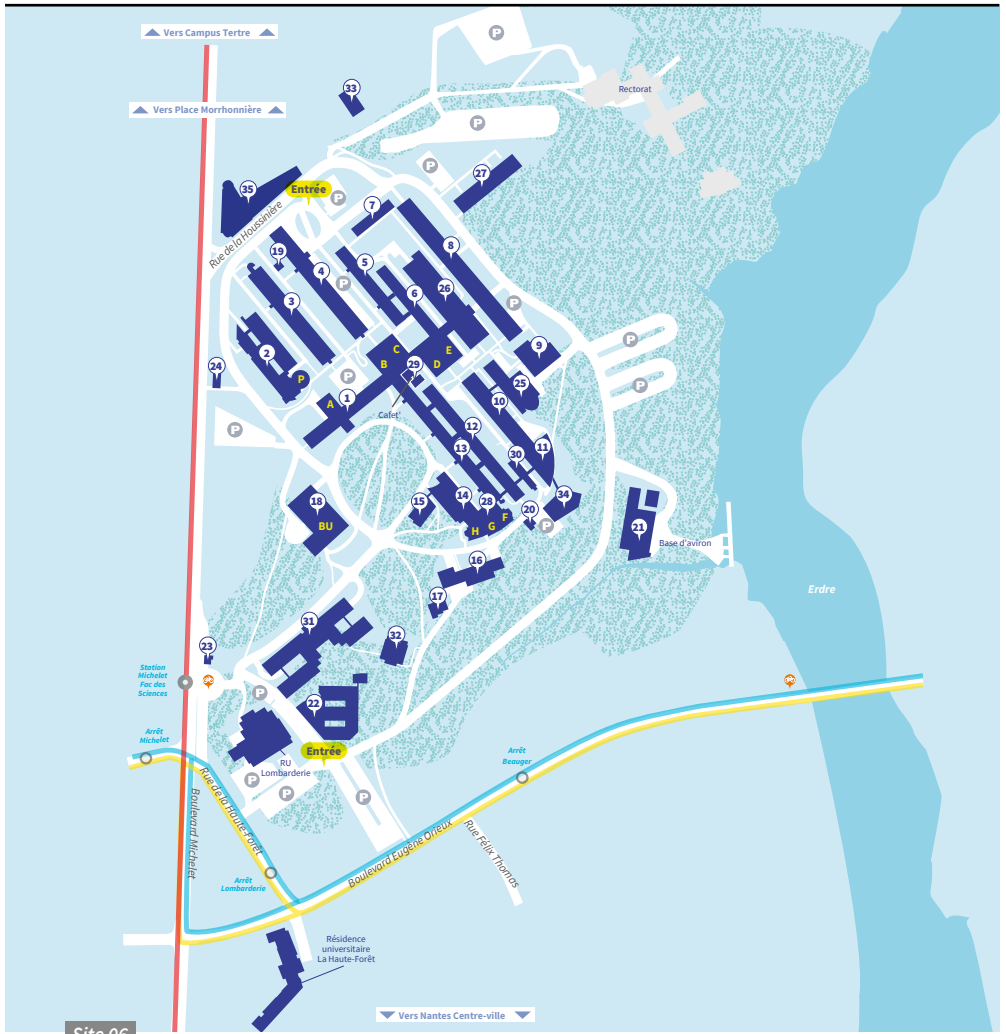 Vers Campus Tertre
P
Rectorat
33
Vers Place Morrhonnière
P
P
27
35
Entrée
P
7
Rue de la Houssinière
8
19
5
4
P
26
6
3
P
C
E
9
P
2
B
29
D
24
P
P
25
P
A
1
10
Cafet'
12
P
13
11
30
14
28
34
15
18
F
20
BU
H
G
P
21
Base d'aviron
16
Erdre
17
31
32
23
Station
Michelet
Fac des
Sciences
P
22
Arrêt
Michelet
Entrée
Arrêt
Beauger
RU
Lombarderie
P
P
P
Rue de la Haute-Forêt
Boulevard Michelet
Boulevard Eugène Orieux
Rue Félix Thomas
Arrêt
Lombarderie
Résidence
universitaire
La Haute-Forêt
Vers Nantes Centre-ville
Site 06